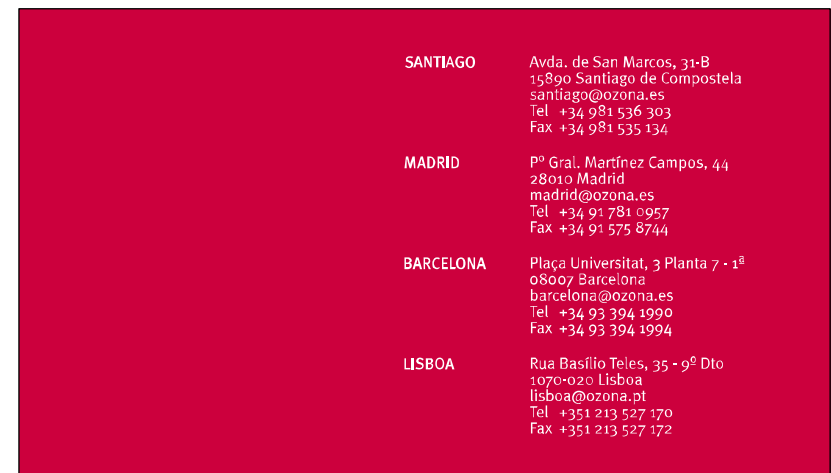 SANTIAGO Avda. de San Marcos, 31-B
15890 Santiago de Compostela
santiago@ozona.es
Tel +34 981 536 303
Fax +34 981 535 134
MADRID Pº Gral. Martínez Campos, 44
28010 Madrid
madrid@ozona.es
Tel +34 91 781 0957
Fax +34 91 575 8744
BARCELONA Plaça Universitat, 3 Planta 7 - 1ª
08007 Barcelona
barcelona@ozona.es
Tel +34 93 394 1990
Fax +34 93 394 1994
LISBOA Rua Basílio Teles, 35 - 9º Dto
1070-020 Lisboa
lisboa@ozona.pt
Tel +351 213 527 170
Fax +351 213 527 172